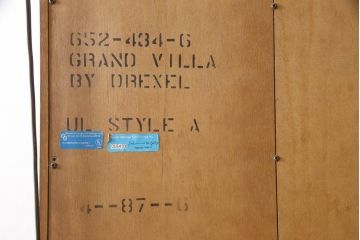 652-434-6
GRAND VILLA
BY DREXEL
UL STYLE A
4--87--6